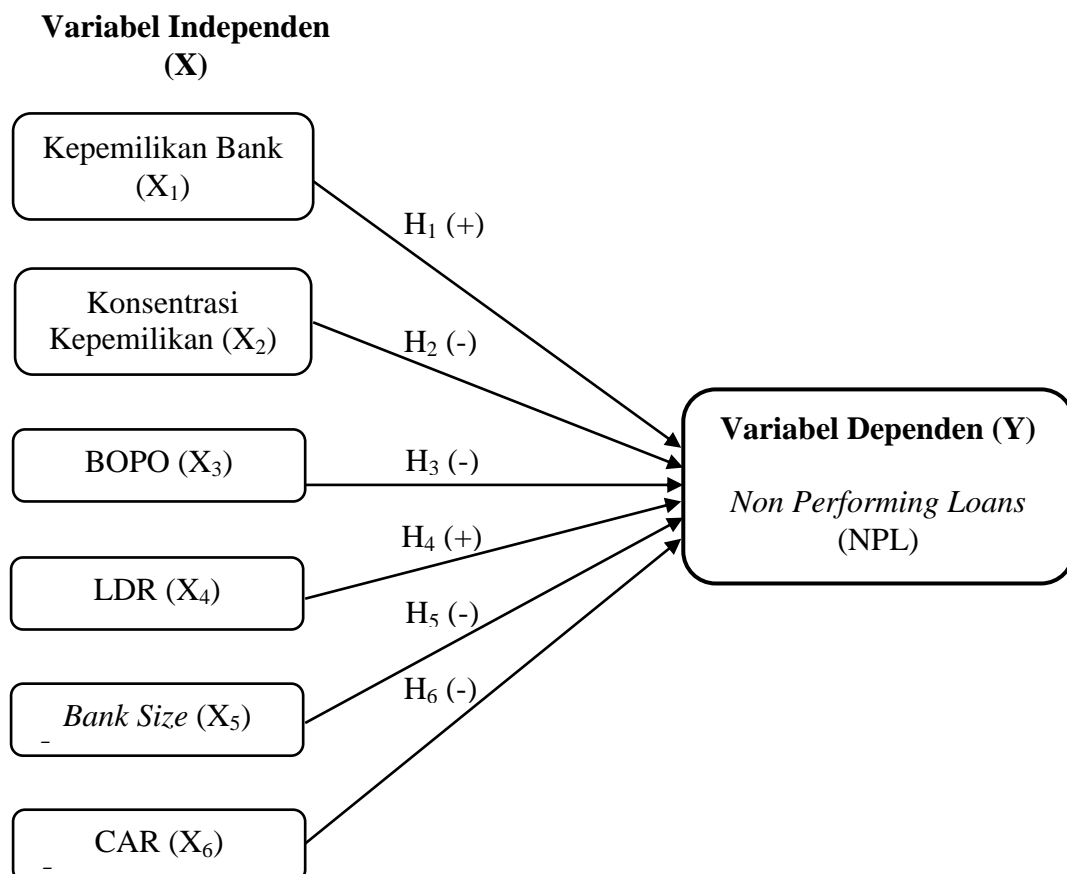 Variabel Independen
(X)
Kepemilikan Bank
(X₁)
H₁ (+)
Konsentrasi
Kepemilikan (X₂)
H₂ (-)
Variabel Dependen (Y)
Non Performing Loans
(NPL)
BOPO (X₃)
H₃ (-)
H₄ (+)
LDR (X₄)
H₅ (-)
Bank Size (X₅)
H₆ (-)
CAR (X₆)